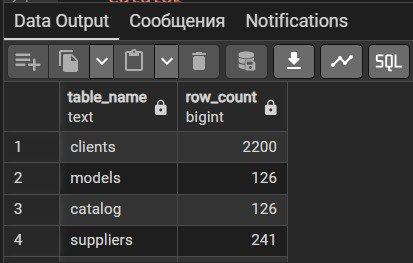 Data Output Сообщения Notifications
SQL
table_name row_count
text bigint
1 clients 2200
2 models 126
3 catalog 126
4 suppliers 241